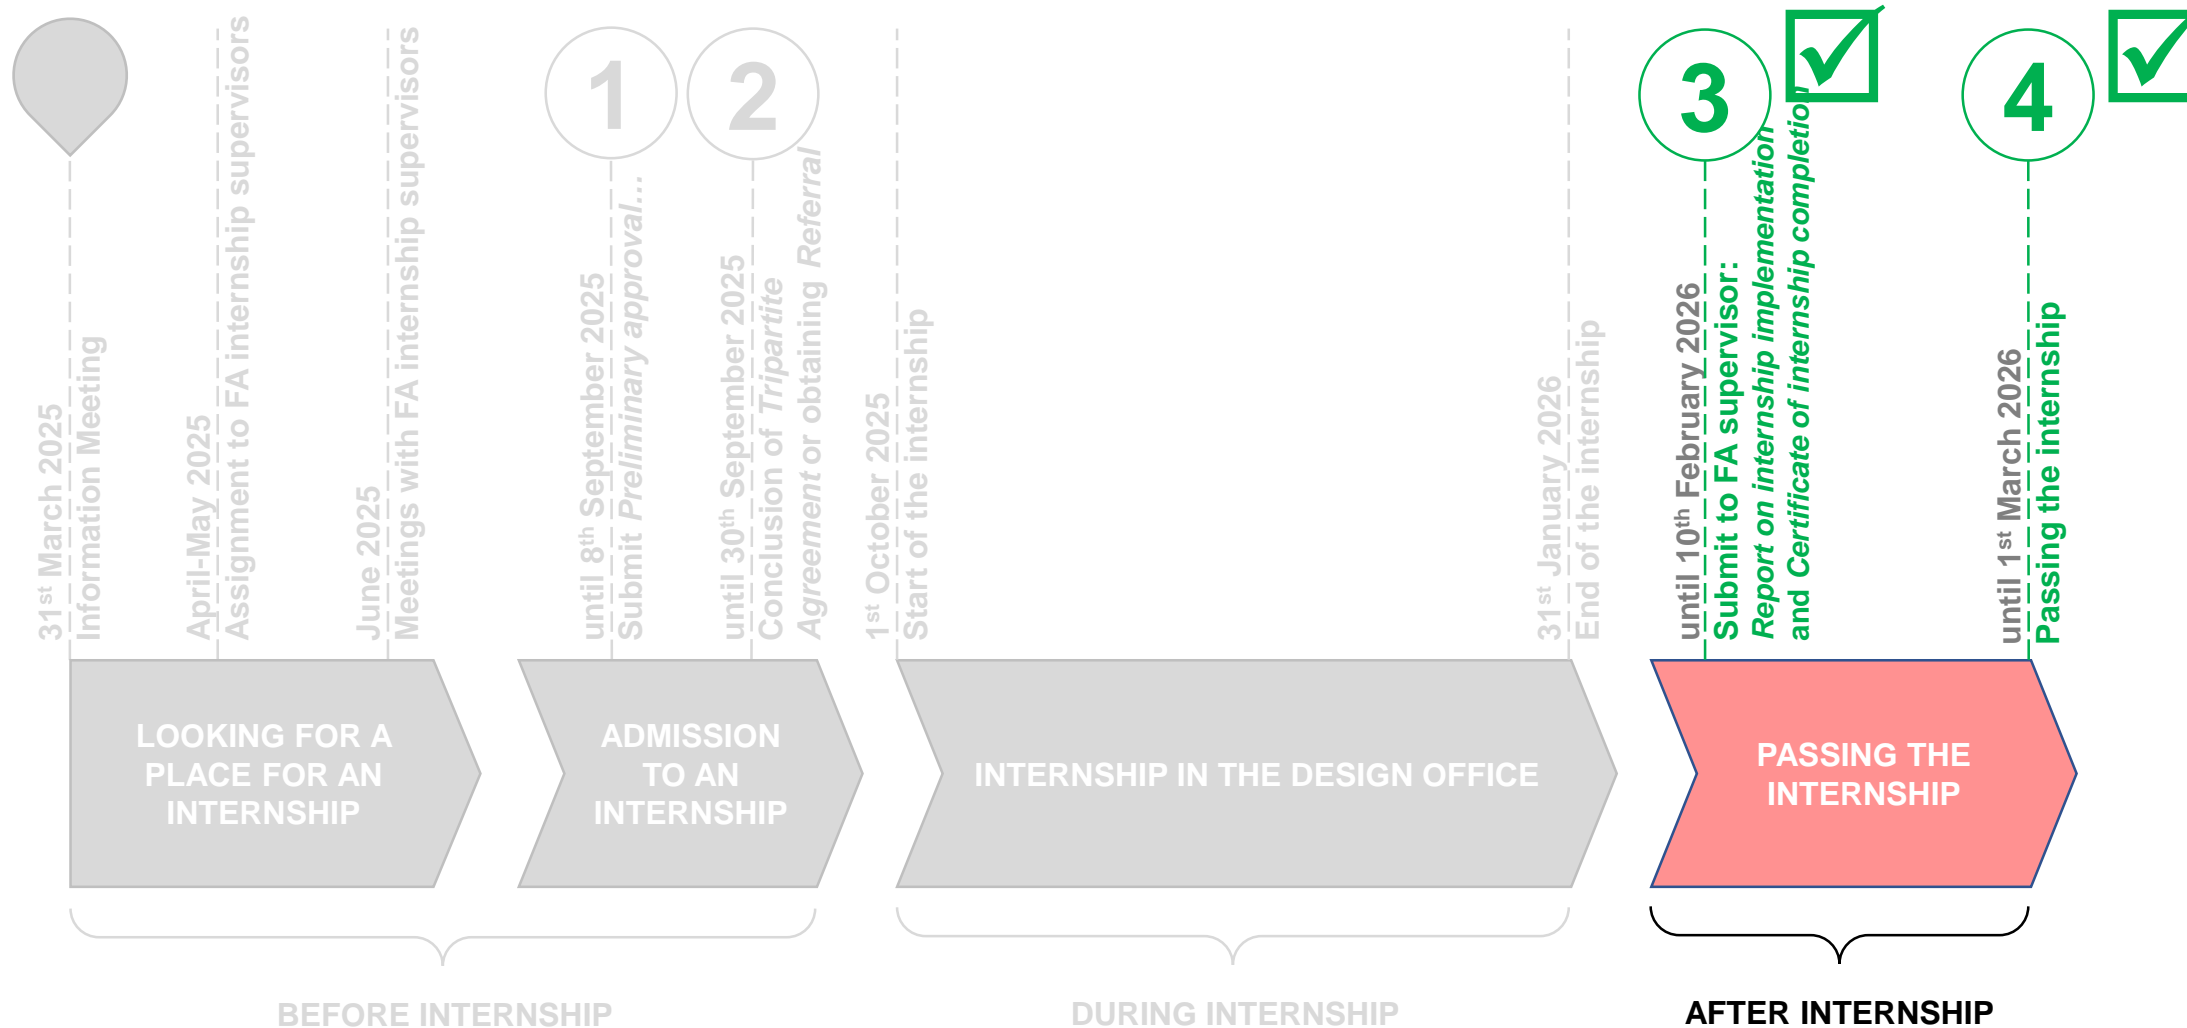 31st March 2025
Information Meeting
April-May 2025
Assignment to FA internship supervisors
June 2025
Meetings with FA internship supervisors
1
until 8th September 2025
Submit Preliminary approval...
2
until 30th September 2025
Conclusion of Tripartite
Agreement or obtaining Referral
1st October 2025
Start of the internship
31st January 2026
End of the internship
3
until 10th February 2026
Submit to FA supervisor:
Report on internship implementation
and Certificate of internship completion
4
until 1st March 2026
Passing the internship
LOOKING FOR A
PLACE FOR AN
INTERNSHIP
ADMISSION
TO AN
INTERNSHIP
INTERNSHIP IN THE DESIGN OFFICE
PASSING THE
INTERNSHIP
BEFORE INTERNSHIP
DURING INTERNSHIP
AFTER INTERNSHIP